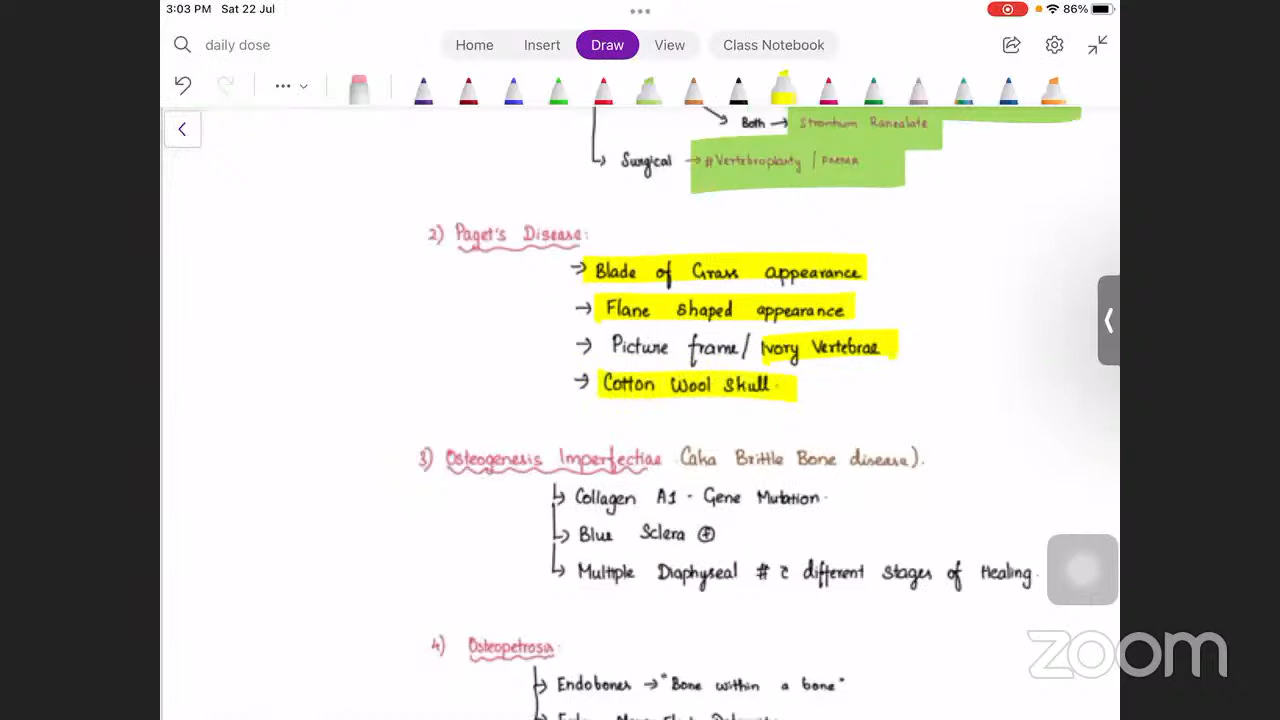 3:03 PM Sat 22 Jul
86%
daily dose
Home Insert Draw View Class Notebook
Both → Strontium Ranealate
Surgical → #Vertebroplasty /
2) Paget's Disease:
→ Blade of Grass appearance
→ Flane shaped appearance
→ Picture frame/ Ivory Vertebrae
→ Cotton Wool Skull.
3) Osteogenesis Imperfectiae (aka Brittle Bone disease).
↳ Collagen A1 - Gene Mutation.
↳ Blue Sclera ⊕
↳ Multiple Diaphyseal # c̄ different stages of Healing.
4) Osteopetrosis.
↳ Endobones → "Bone within a bone"
zoom